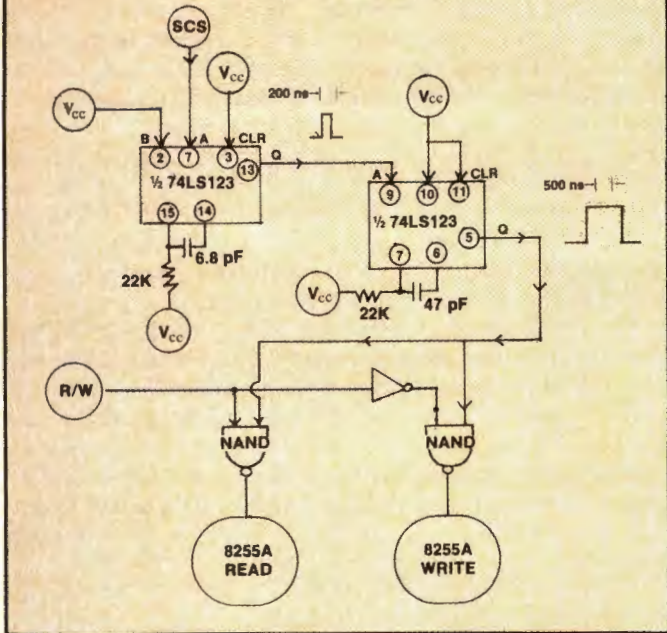 SCS
Vcc
Vcc
200 ns
Vcc
B
A
CLR
2
7
3
13
Q
½ 74LS123
15
14
6.8 pF
22K
Vcc
A
CLR
9
10
11
½ 74LS123
5
Q
500 ns
7
6
Vcc
22K
47 pF
R/W
NAND
NAND
8255A
READ
8255A
WRITE